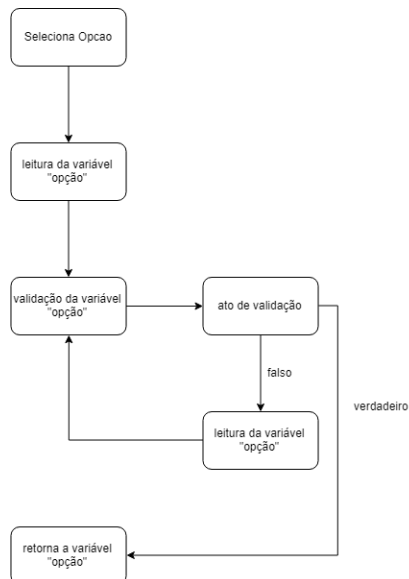 Seleciona Opcao
leitura da variável
"opção"
validação da variável
"opção"
ato de validação
falso
verdadeiro
leitura da variável
"opção"
retorna a variável
"opção"